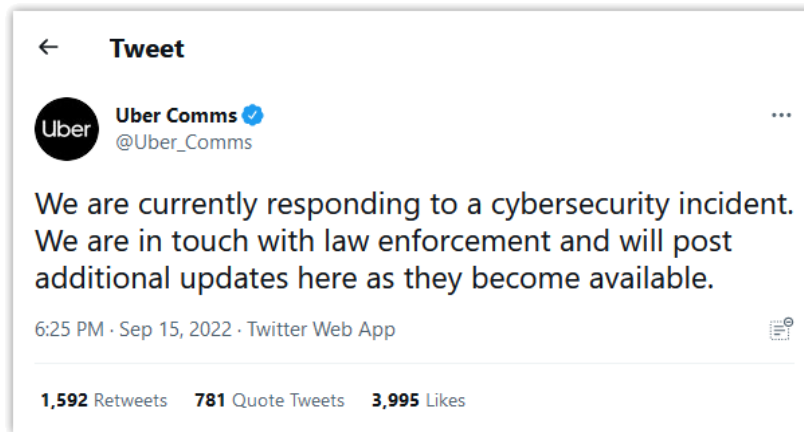 ← Tweet
Uber
Uber Comms
@Uber_Comms
We are currently responding to a cybersecurity incident.
We are in touch with law enforcement and will post
additional updates here as they become available.
6:25 PM · Sep 15, 2022 · Twitter Web App
1,592 Retweets 781 Quote Tweets 3,995 Likes